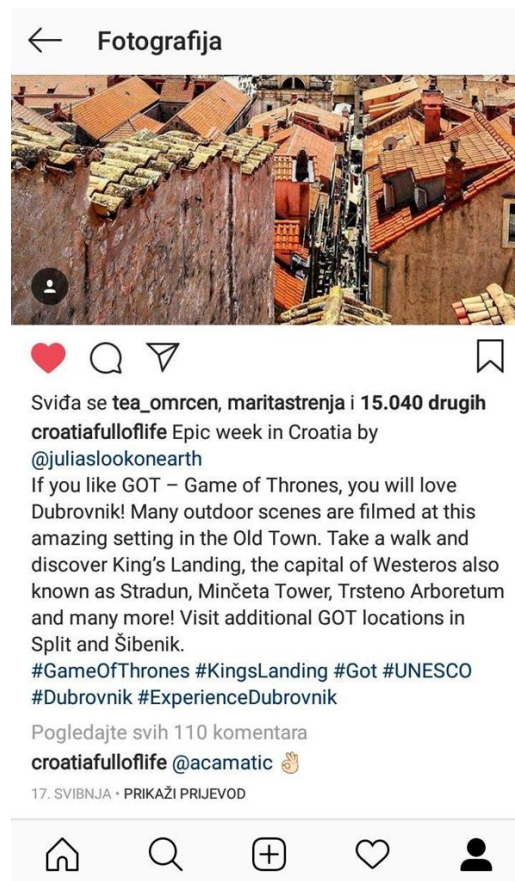 Fotografija
Sviđa se tea_omrcen, maritastrenja i 15.040 drugih
croatiafulloflife Epic week in Croatia by
@juliaslookonearth
If you like GOT – Game of Thrones, you will love
Dubrovnik! Many outdoor scenes are filmed at this
amazing setting in the Old Town. Take a walk and
discover King's Landing, the capital of Westeros also
known as Stradun, Minčeta Tower, Trsteno Arboretum
and many more! Visit additional GOT locations in
Split and Šibenik.
#GameOfThrones #KingsLanding #Got #UNESCO
#Dubrovnik #ExperienceDubrovnik
Pogledajte svih 110 komentara
croatiafulloflife @acamatic 👌🏻
17. SVIBNJA • PRIKAŽI PRIJEVOD